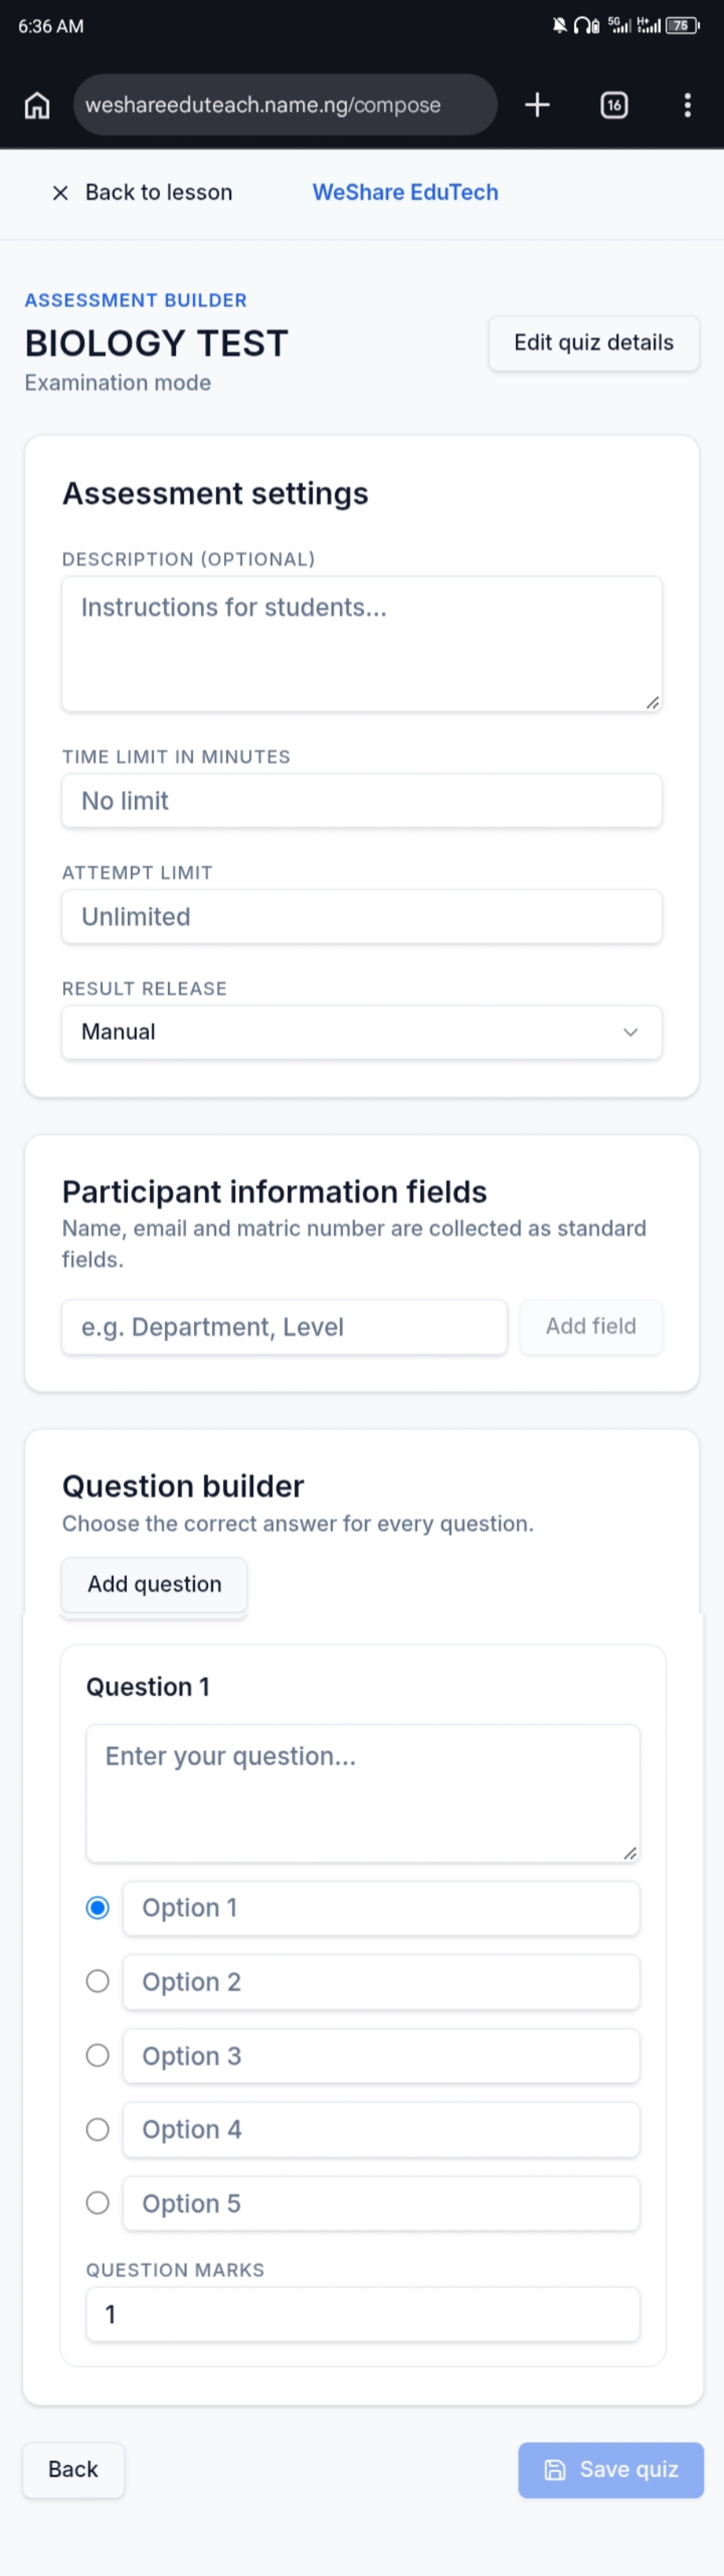 6:36 AM
5G
H+
75
weshareeduteach.name.ng/compose
16
Back to lesson
WeShare EduTech
ASSESSMENT BUILDER
BIOLOGY TEST
Edit quiz details
Examination mode
Assessment settings
DESCRIPTION (OPTIONAL)
Instructions for students...
TIME LIMIT IN MINUTES
No limit
ATTEMPT LIMIT
Unlimited
RESULT RELEASE
Manual
Participant information fields
Name, email and matric number are collected as standard
fields.
e.g. Department, Level
Add field
Question builder
Choose the correct answer for every question.
Add question
Question 1
Enter your question...
Option 1
Option 2
Option 3
Option 4
Option 5
QUESTION MARKS
1
Back
Save quiz